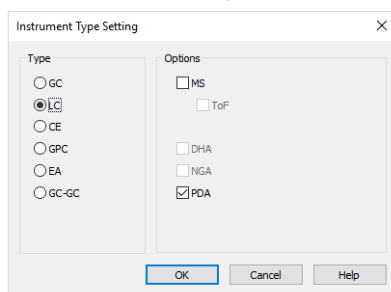 Instrument Type Setting
Type
Options
GC
MS
LC
ToF
CE
GPC
DHA
EA
NGA
GC-GC
PDA
OK
Cancel
Help